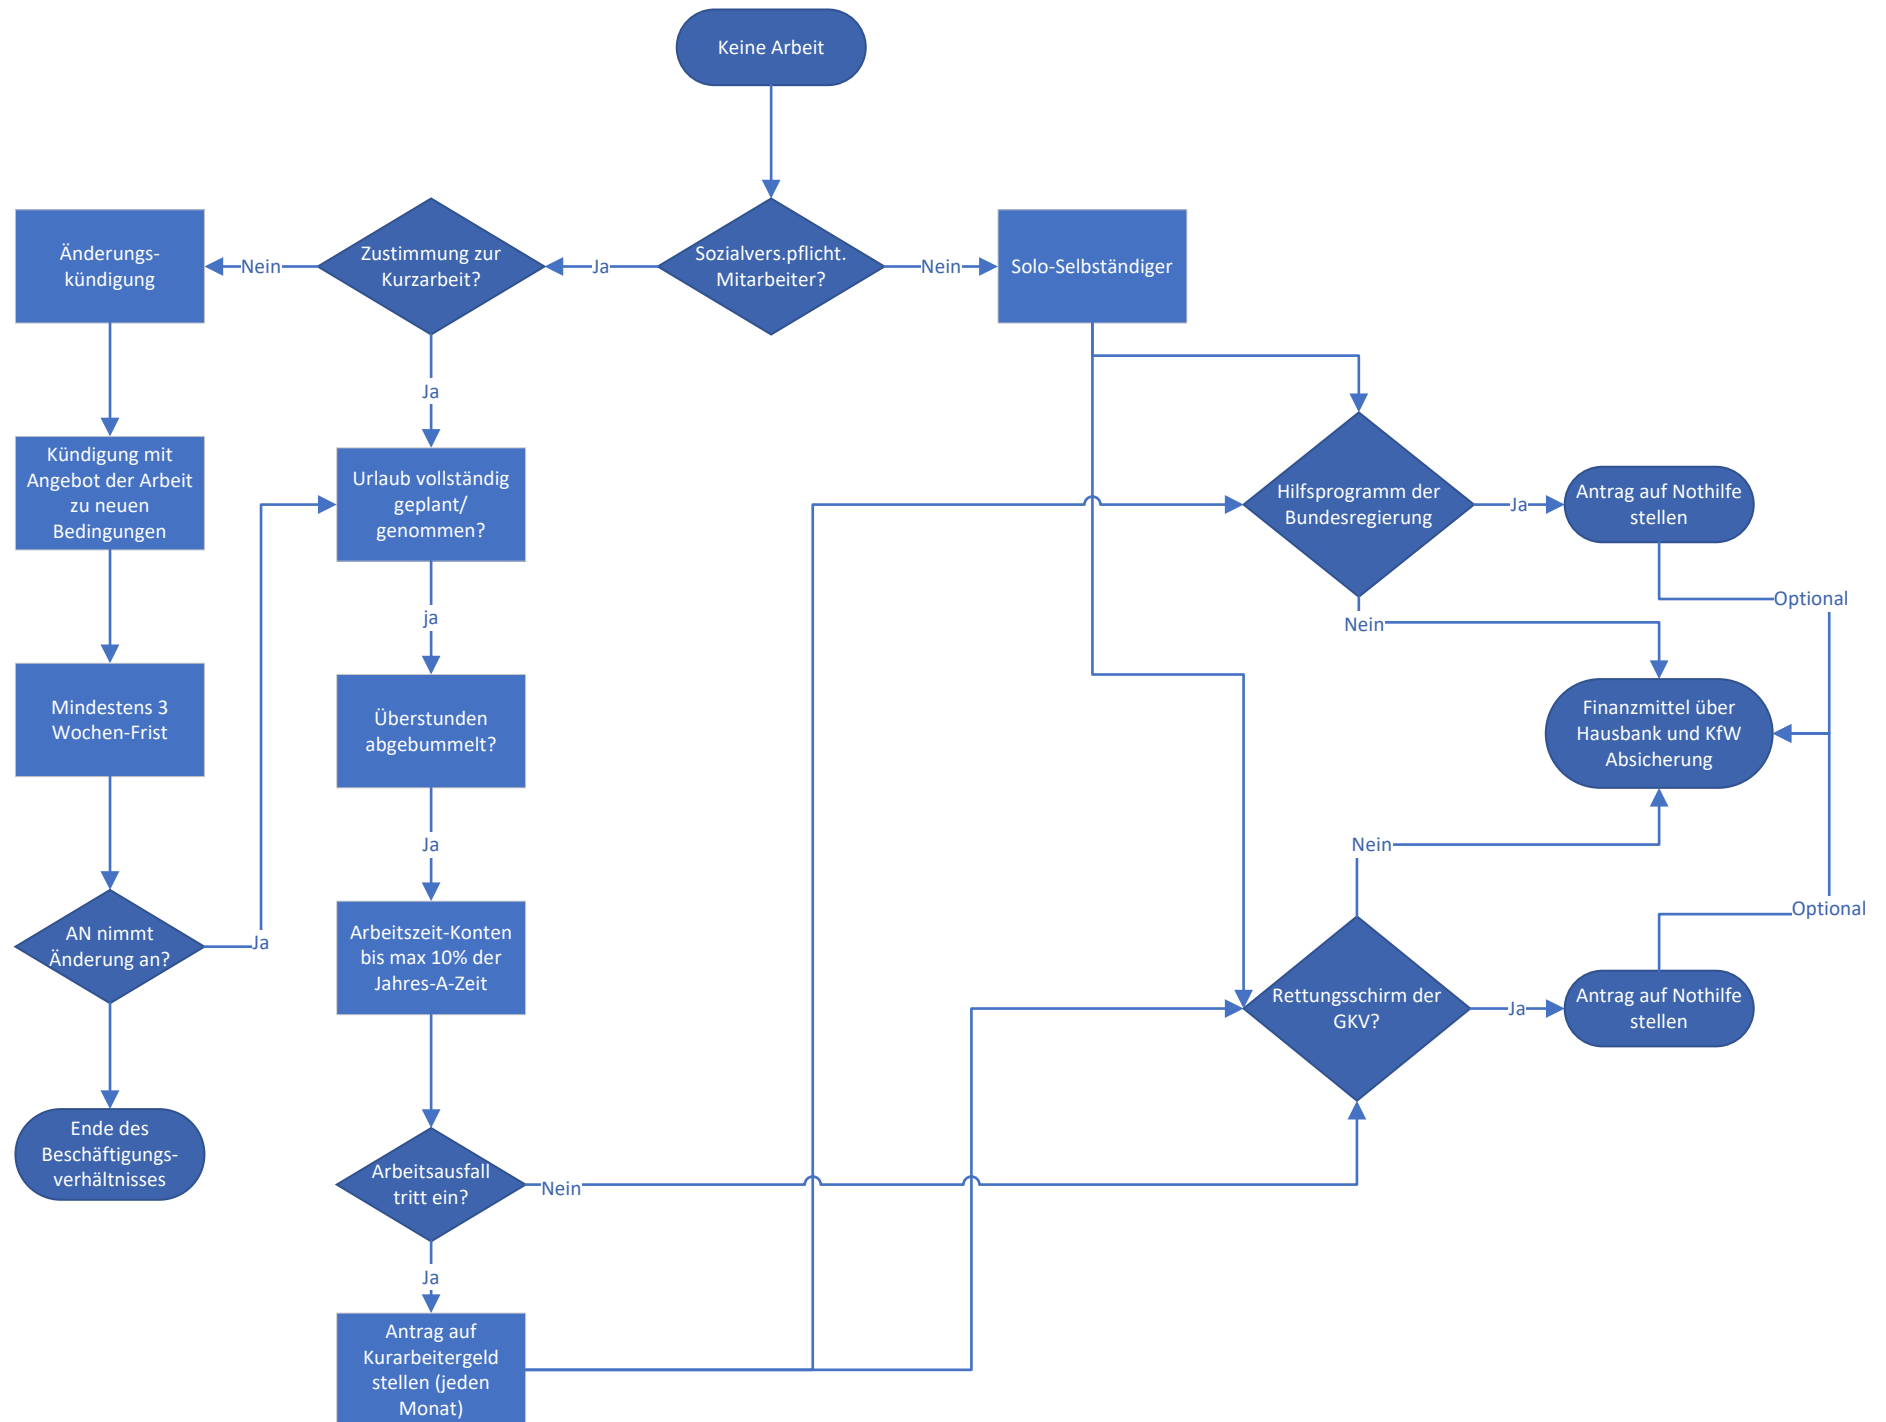 Keine Arbeit
Änderungs-
kündigung
Nein
Zustimmung zur
Kurzarbeit?
Ja
Sozialvers.pflicht.
Mitarbeiter?
Nein
Solo-Selbständiger
Ja
Kündigung mit
Angebot der Arbeit
zu neuen
Bedingungen
Urlaub vollständig
geplant/
genommen?
Hilfsprogramm der
Bundesregierung
Ja
Antrag auf Nothilfe
stellen
ja
Nein
Optional
Mindestens 3
Wochen-Frist
Überstunden
abgebummelt?
Finanzmittel über
Hausbank und KfW
Absicherung
Ja
Nein
AN nimmt
Änderung an?
Ja
Arbeitszeit-Konten
bis max 10% der
Jahres-A-Zeit
Optional
Rettungsschirm der
GKV?
Ja
Antrag auf Nothilfe
stellen
Ende des
Beschäftigungs-
verhältnisses
Arbeitsausfall
tritt ein?
Nein
Ja
Antrag auf
Kurarbeitergeld
stellen (jeden
Monat)